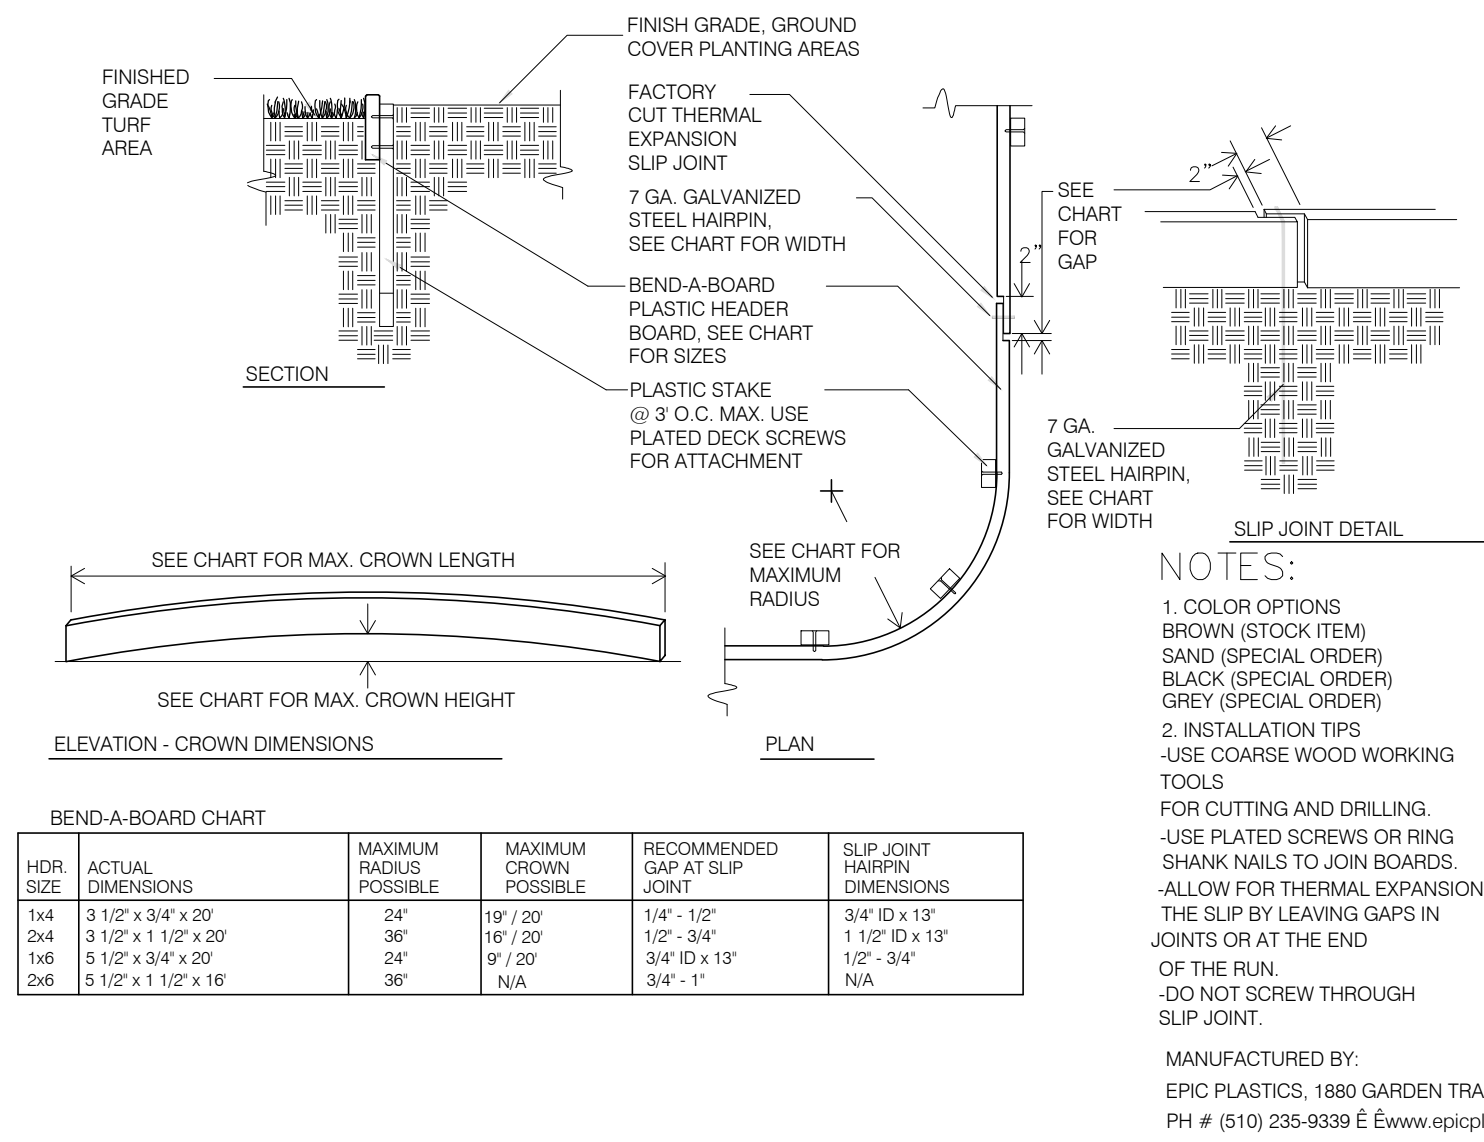 FINISH GRADE, GROUND
COVER PLANTING AREAS
FINISHED
GRADE
TURF
AREA
FACTORY
CUT THERMAL
EXPANSION
SLIP JOINT
7 GA. GALVANIZED
STEEL HAIRPIN,
SEE CHART FOR WIDTH
BEND-A-BOARD
PLASTIC HEADER
BOARD, SEE CHART
FOR SIZES
PLASTIC STAKE
@ 3' O.C. MAX. USE
PLATED DECK SCREWS
FOR ATTACHMENT
SECTION
2"
SEE
CHART
FOR
GAP
2"
7 GA.
GALVANIZED
STEEL HAIRPIN,
SEE CHART
FOR WIDTH
SLIP JOINT DETAIL
SEE CHART FOR
MAXIMUM
RADIUS
PLAN
SEE CHART FOR MAX. CROWN LENGTH
SEE CHART FOR MAX. CROWN HEIGHT
ELEVATION - CROWN DIMENSIONS
NOTES:
1. COLOR OPTIONS
BROWN (STOCK ITEM)
SAND (SPECIAL ORDER)
BLACK (SPECIAL ORDER)
GREY (SPECIAL ORDER)
2. INSTALLATION TIPS
-USE COARSE WOOD WORKING
TOOLS
FOR CUTTING AND DRILLING.
-USE PLATED SCREWS OR RING
SHANK NAILS TO JOIN BOARDS.
-ALLOW FOR THERMAL EXPANSION
THE SLIP BY LEAVING GAPS IN
JOINTS OR AT THE END
OF THE RUN.
-DO NOT SCREW THROUGH
SLIP JOINT.
MANUFACTURED BY:
EPIC PLASTICS, 1880 GARDEN TRA
PH # (510) 235-9339 Ê Êwww.epicpl
BEND-A-BOARD CHART
HDR. SIZE ACTUAL DIMENSIONS MAXIMUM RADIUS POSSIBLE MAXIMUM CROWN POSSIBLE RECOMMENDED GAP AT SLIP JOINT SLIP JOINT HAIRPIN DIMENSIONS
1x4 3 1/2" x 3/4" x 20' 24" 19" / 20' 1/4" - 1/2" 3/4" ID x 13"
2x4 3 1/2" x 1 1/2" x 20' 36" 16" / 20' 1/2" - 3/4" 1 1/2" ID x 13"
1x6 5 1/2" x 3/4" x 20' 24" 9" / 20' 3/4" ID x 13" 1/2" - 3/4"
2x6 5 1/2" x 1 1/2" x 16' 36" N/A 3/4" - 1" N/A